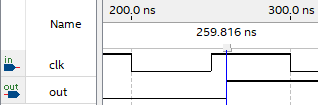 Name
200.0 ns
300.0 ns
259.816 ns
in
clk
out
out